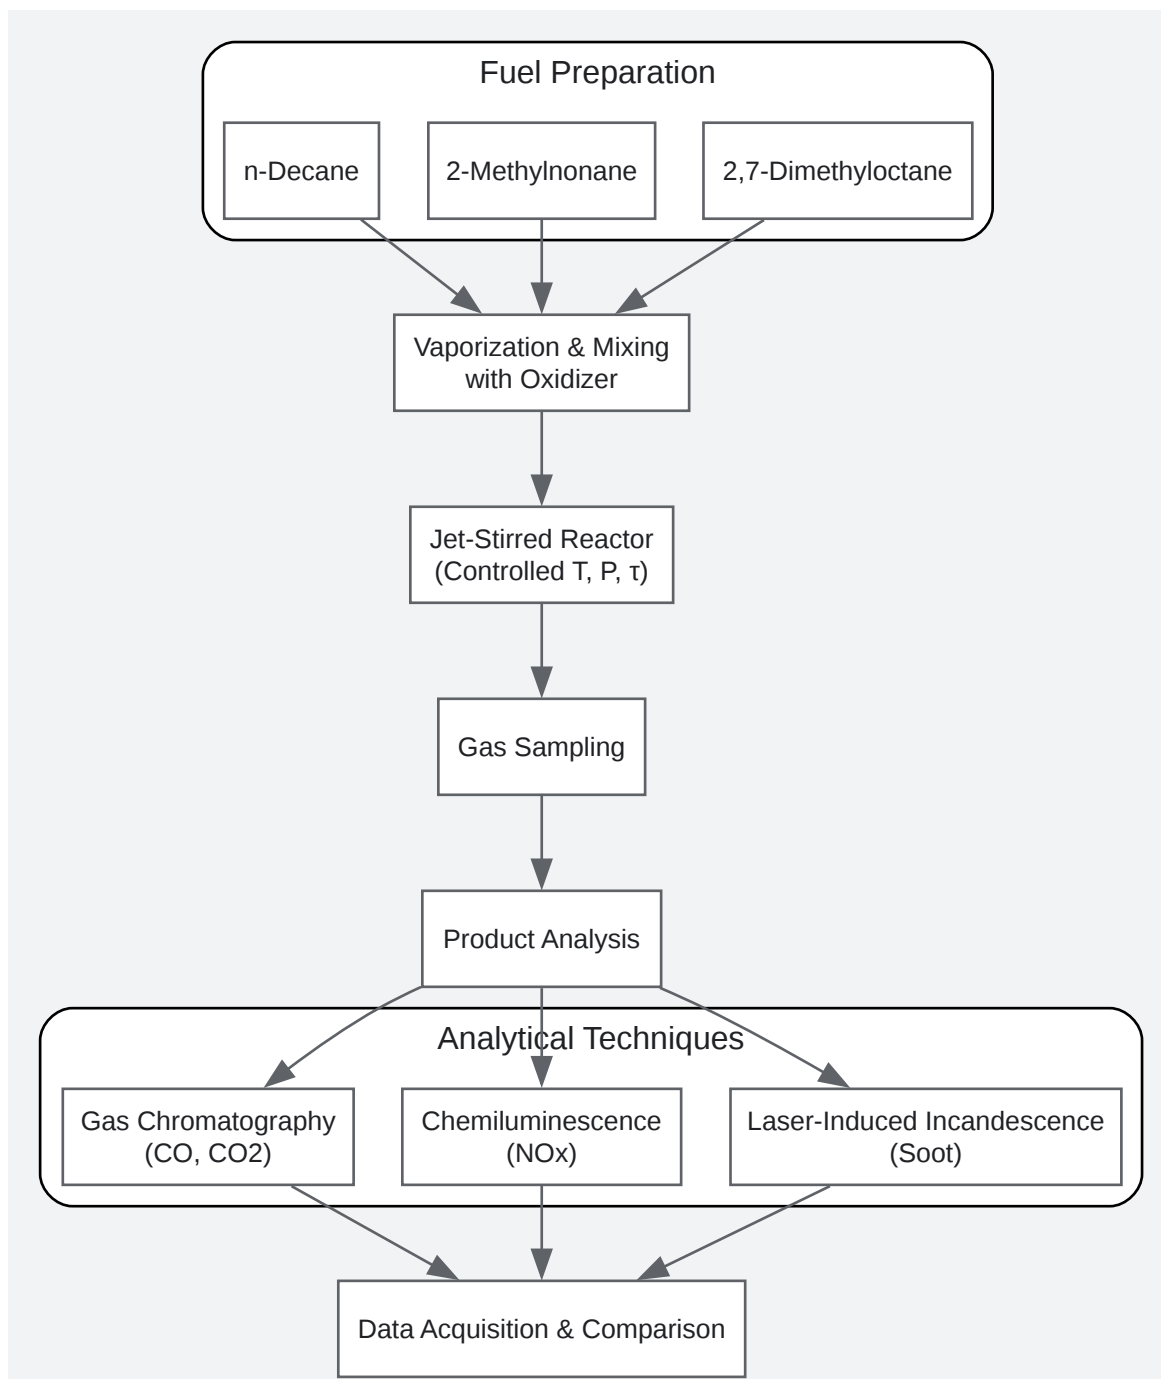 Fuel Preparation
n-Decane
2-Methylnonane
2,7-Dimethyloctane
Vaporization & Mixing
with Oxidizer
Jet-Stirred Reactor
(Controlled T, P, τ)
Gas Sampling
Product Analysis
Analytical Techniques
Gas Chromatography
(CO, CO2)
Chemiluminescence
(NOx)
Laser-Induced Incandescence
(Soot)
Data Acquisition & Comparison